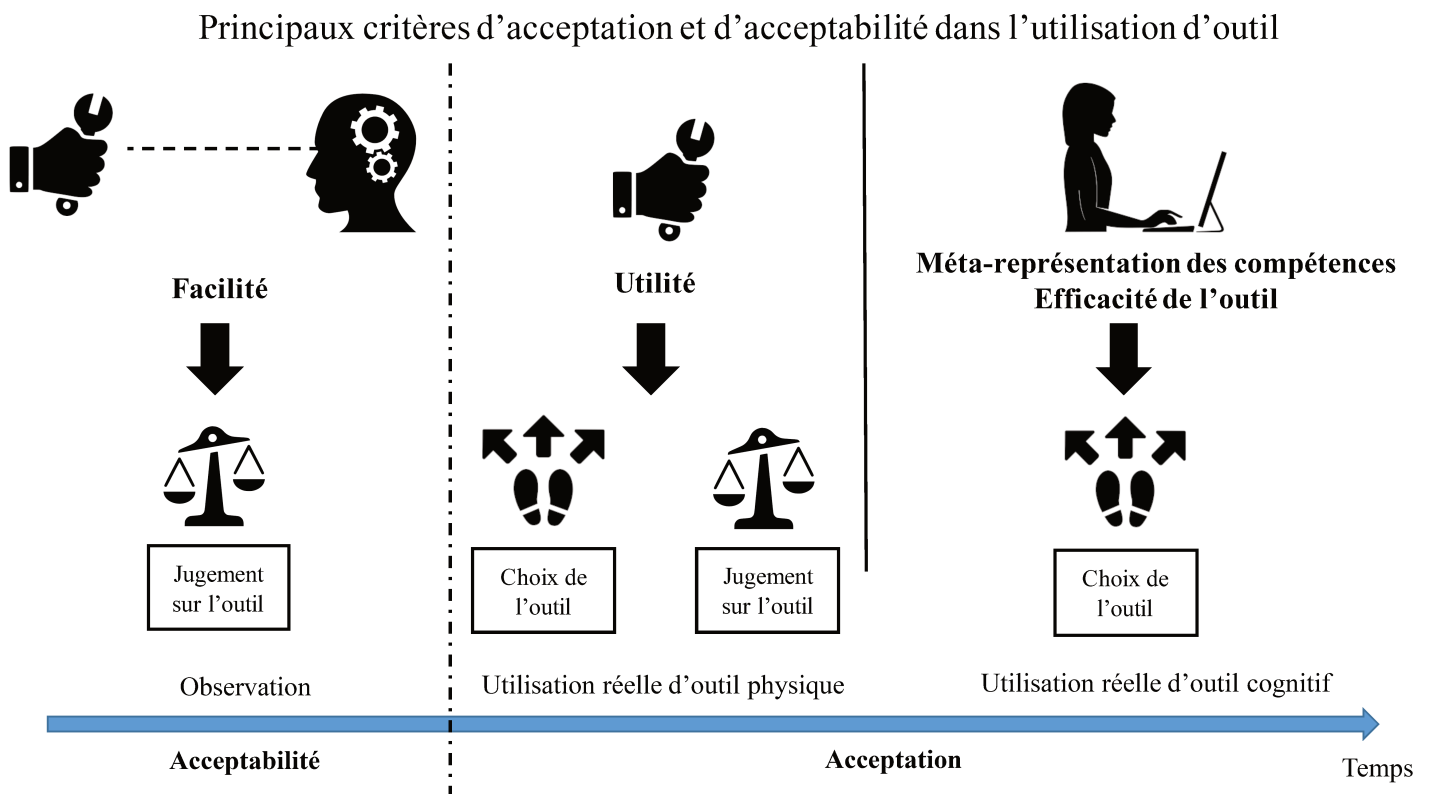 Principaux critères d’acceptation et d’acceptabilité dans l’utilisation d’outil
Facilité
Utilité
Méta-représentation des compétences
Efficacité de l’outil
Jugement
sur l’outil
Choix de
l’outil
Jugement
sur l’outil
Choix de
l’outil
Observation
Utilisation réelle d’outil physique
Utilisation réelle d’outil cognitif
Acceptabilité
Acceptation
Temps